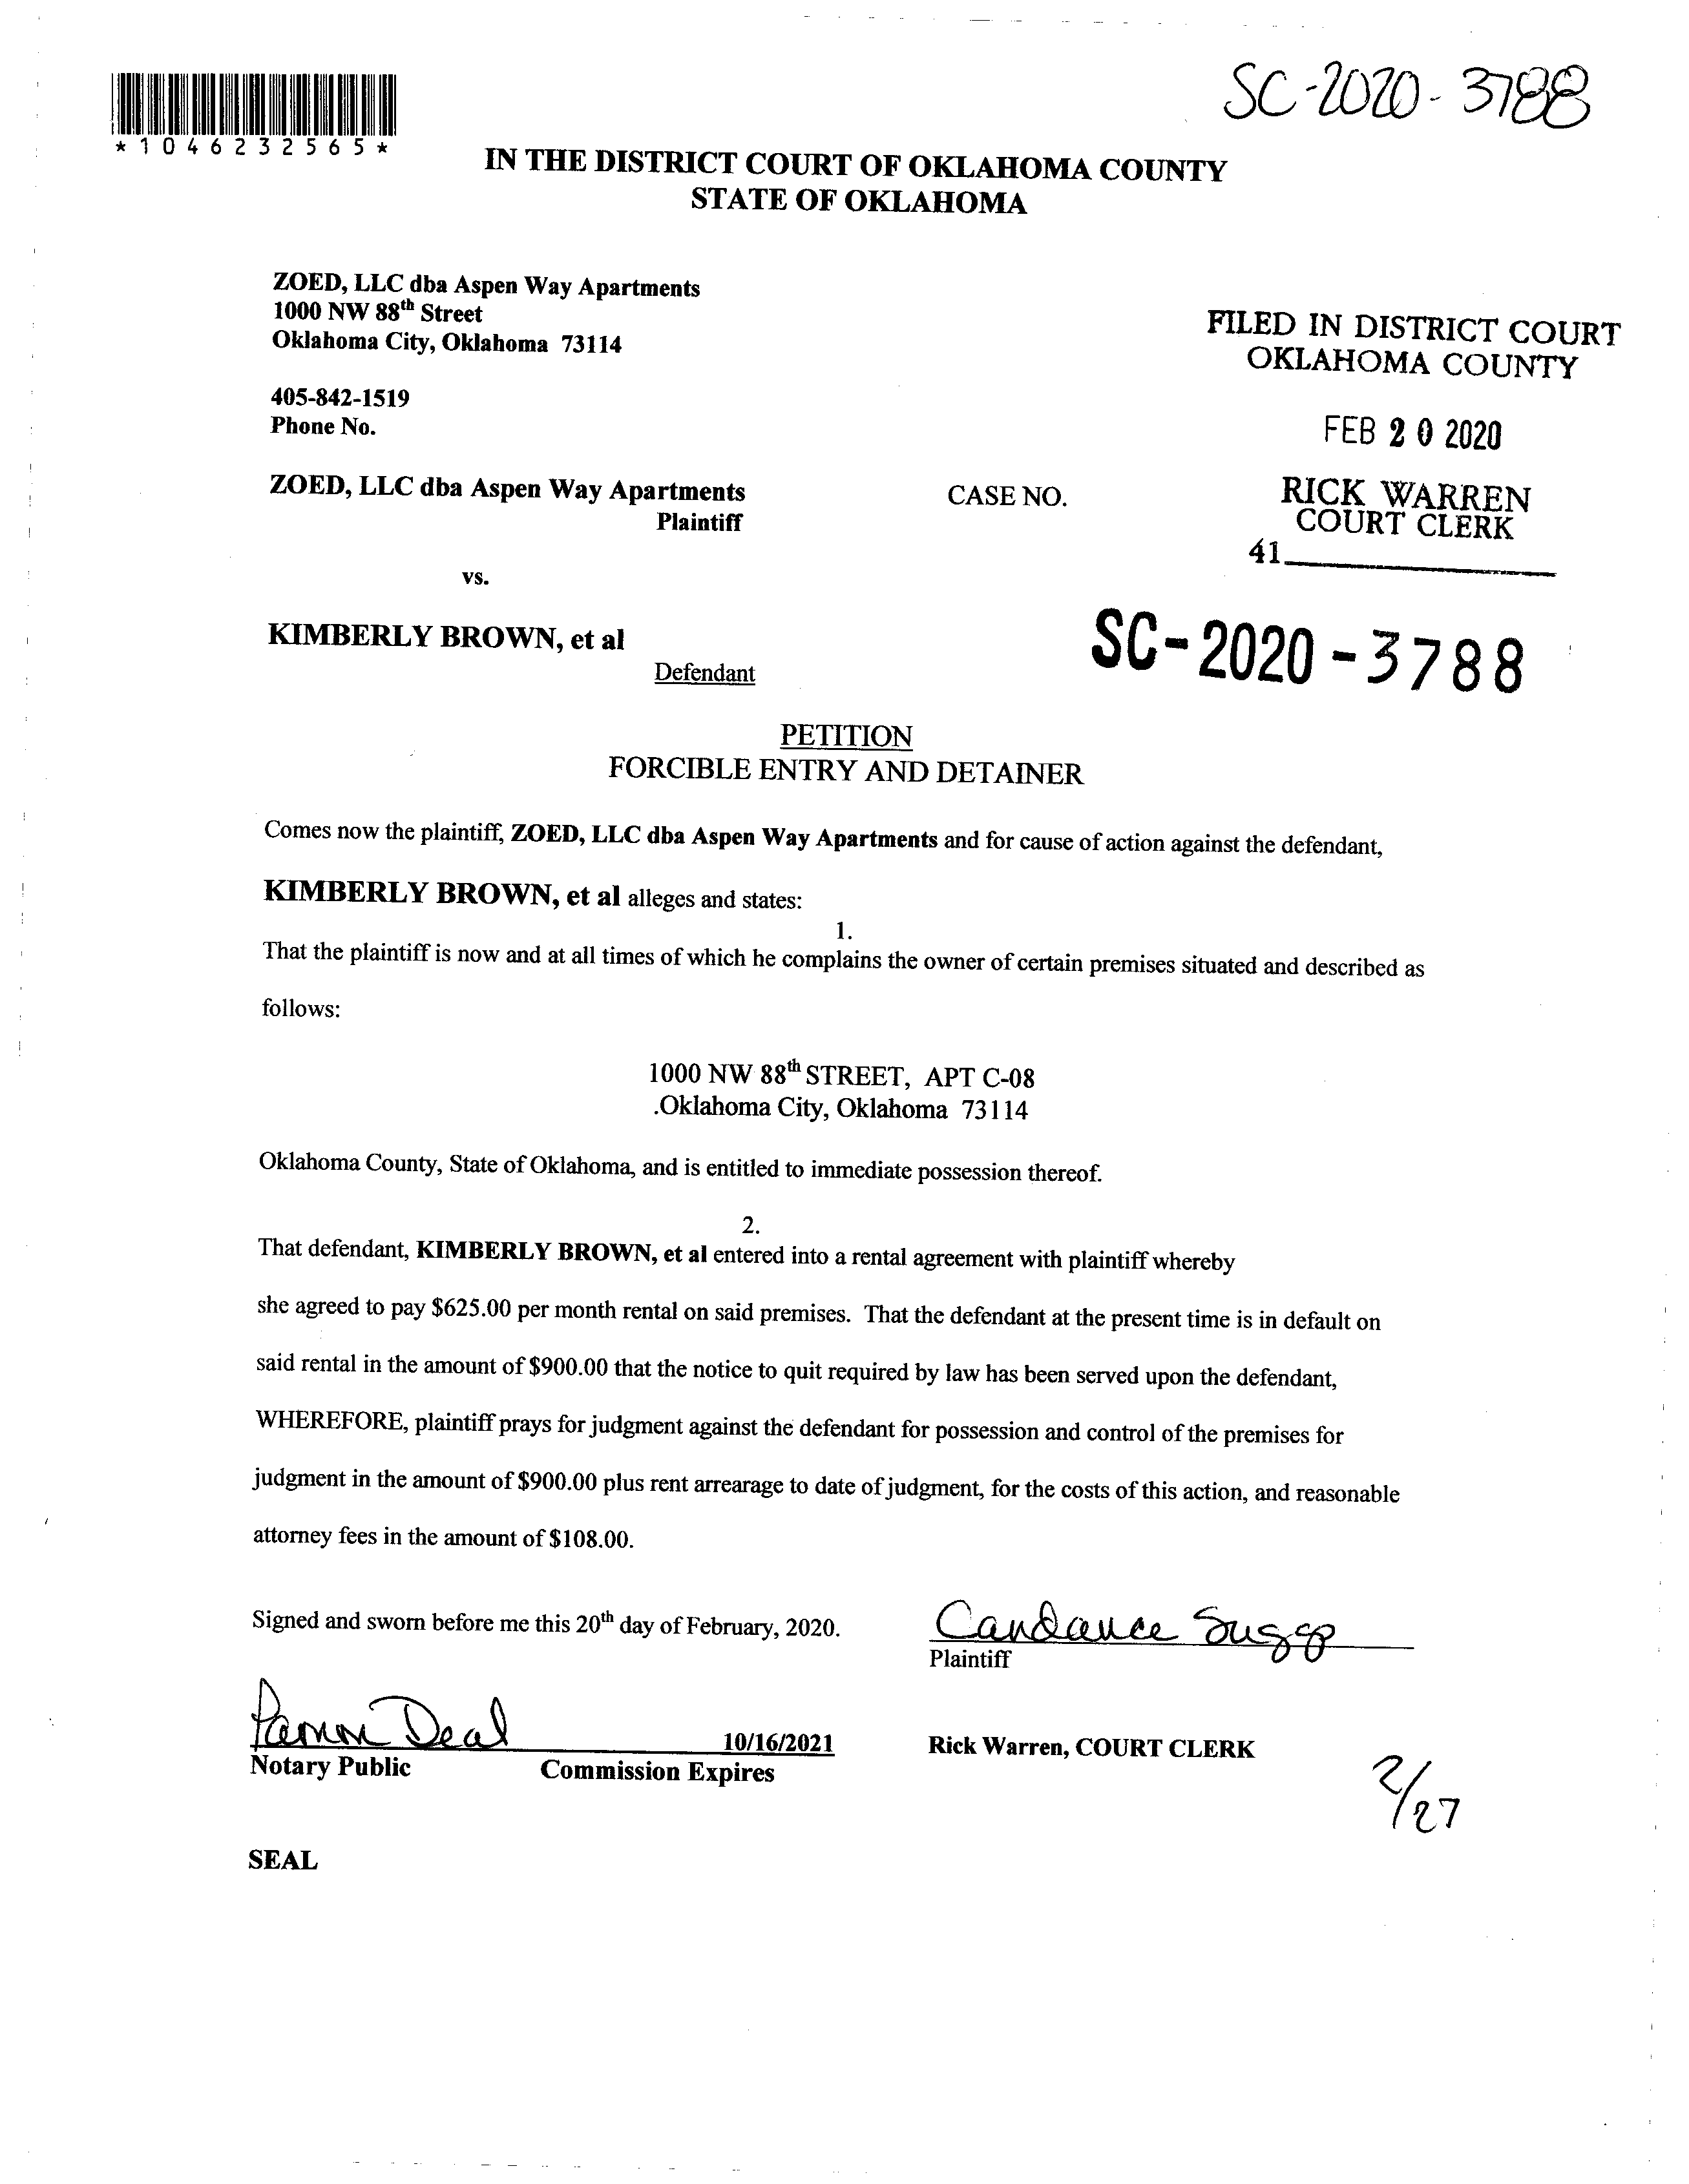 SC-2020-3788
*1046232565*
IN THE DISTRICT COURT OF OKLAHOMA COUNTY
STATE OF OKLAHOMA
ZOED, LLC dba Aspen Way Apartments
1000 NW 88th Street
Oklahoma City, Oklahoma 73114
FILED IN DISTRICT COURT
OKLAHOMA COUNTY
405-842-1519
Phone No.
FEB 20 2020
ZOED, LLC dba Aspen Way Apartments
Plaintiff
CASE NO.
RICK WARREN
COURT CLERK
41
vs.
KIMBERLY BROWN, et al
Defendant
SC-2020-3788
PETITION
FORCIBLE ENTRY AND DETAINER
Comes now the plaintiff, ZOED, LLC dba Aspen Way Apartments and for cause of action against the defendant,
KIMBERLY BROWN, et al alleges and states:
1.
That the plaintiff is now and at all times of which he complains the owner of certain premises situated and described as
follows:
1000 NW 88th STREET, APT C-08
.Oklahoma City, Oklahoma 73114
Oklahoma County, State of Oklahoma, and is entitled to immediate possession thereof.
2.
That defendant, KIMBERLY BROWN, et al entered into a rental agreement with plaintiff whereby
she agreed to pay $625.00 per month rental on said premises. That the defendant at the present time is in default on
said rental in the amount of $900.00 that the notice to quit required by law has been served upon the defendant,
WHEREFORE, plaintiff prays for judgment against the defendant for possession and control of the premises for
judgment in the amount of $900.00 plus rent arrearage to date of judgment, for the costs of this action, and reasonable
attorney fees in the amount of $108.00.
Signed and sworn before me this 20th day of February, 2020.
Candance Suggs
Plaintiff
Deal
10/16/2021
Notary Public Commission Expires
Rick Warren, COURT CLERK
2/27
SEAL